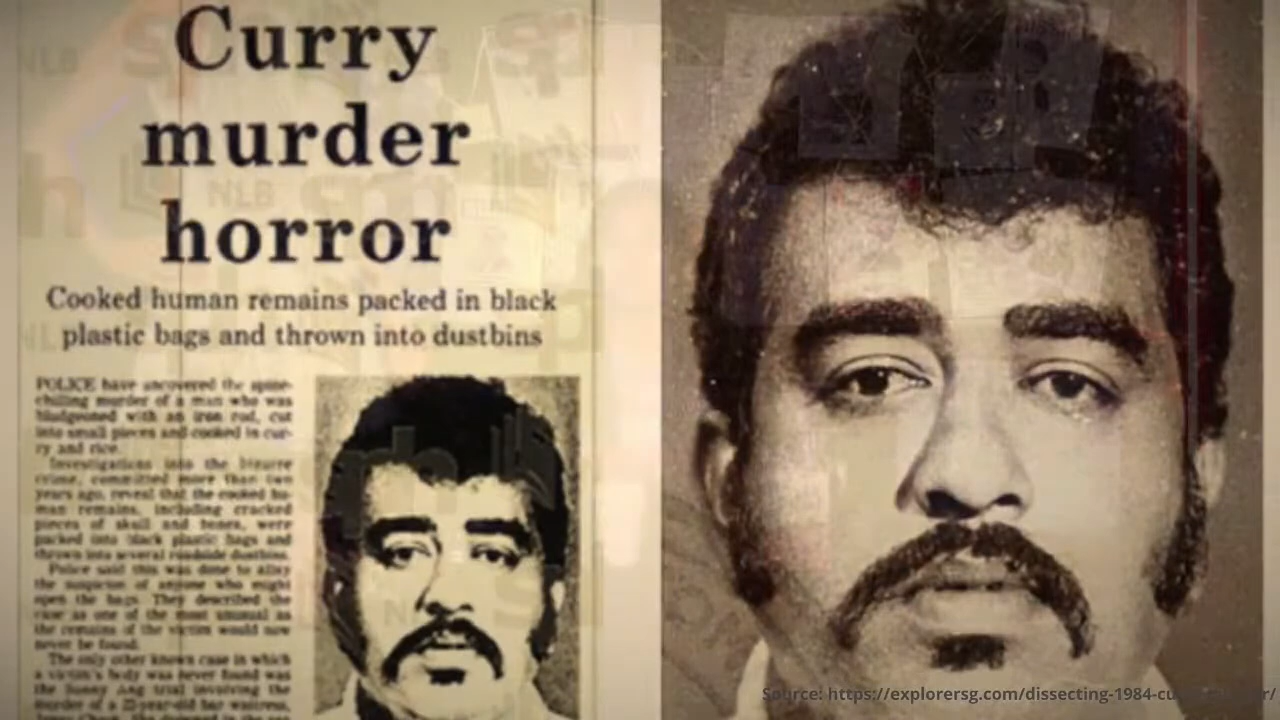 Curry
murder
horror
Cooked human remains packed in black
plastic bags and thrown into dustbins
POLICE have uncovered the spine-
chilling murder of a man who was
bludgeoned with an iron rod, cut
into small pieces and cooked in cur-
ry and rice.
Investigations into the bizarre
crime, committed more than two
years ago, reveal that the cooked hu-
man remains, including cracked
pieces of skull and bones, were
packed into black plastic bags and
thrown into several roadside dustbins.
Police said this was done to allay
the suspicion of anyone who might
open the bags. They described the
case as one of the most unusual as
the remains of the victim would now
never be found.
The only other known case in which
a victim's body was never found was
the Sunny Ang trial involving the
murder of a 22-year-old bar waitress,
NLB
Source: https://explorersg.com/dissecting-1984-cu